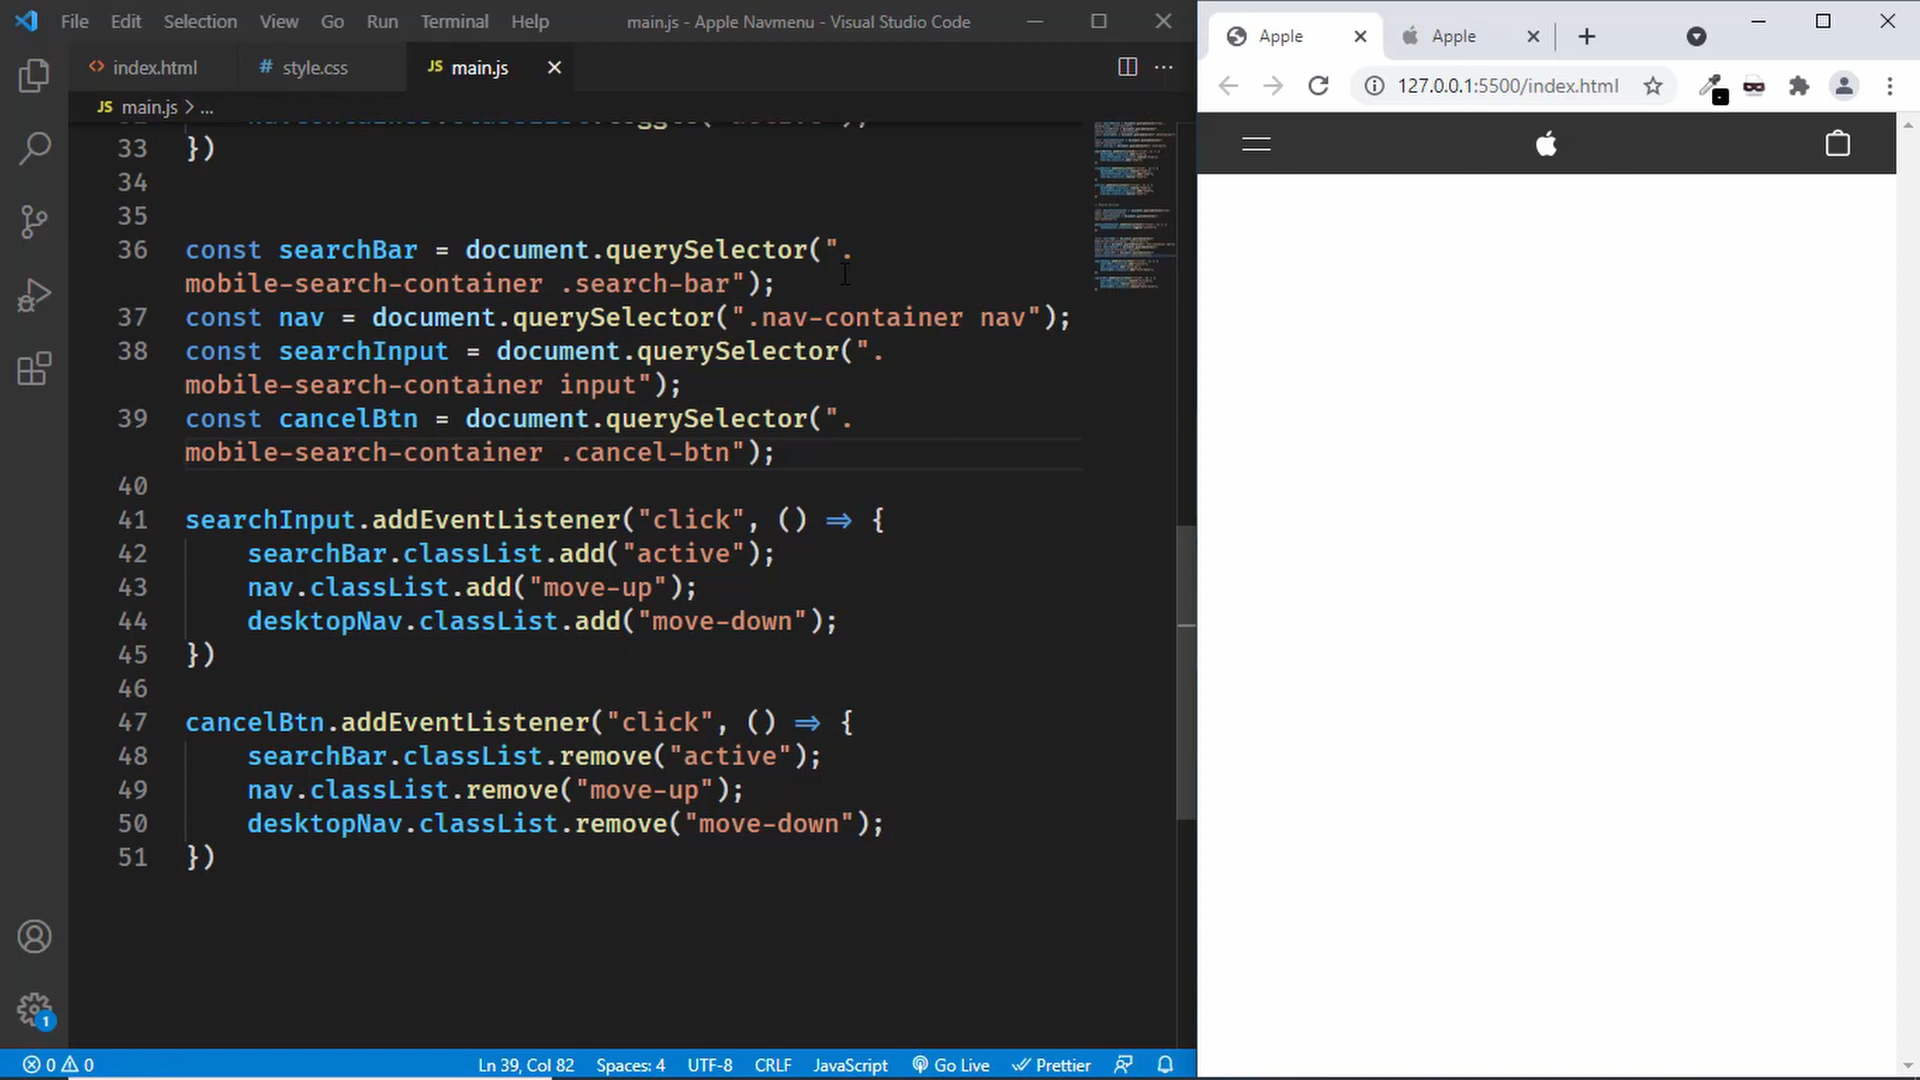 File Edit Selection View Go Run Terminal Help main.js - Apple Navmenu - Visual Studio Code
index.html style.css JS main.js
JS main.js > ...
33 })
34
35
36 const searchBar = document.querySelector(".
mobile-search-container .search-bar");
37 const nav = document.querySelector(".nav-container nav");
38 const searchInput = document.querySelector(".
mobile-search-container input");
39 const cancelBtn = document.querySelector(".
mobile-search-container .cancel-btn");
40
41 searchInput.addEventListener("click", () => {
42 searchBar.classList.add("active");
43 nav.classList.add("move-up");
44 desktopNav.classList.add("move-down");
45 })
46
47 cancelBtn.addEventListener("click", () => {
48 searchBar.classList.remove("active");
49 nav.classList.remove("move-up");
50 desktopNav.classList.remove("move-down");
51 })
1
0 0 Ln 39, Col 82 Spaces: 4 UTF-8 CRLF JavaScript Go Live Prettier
Apple Apple
127.0.0.1:5500/index.html